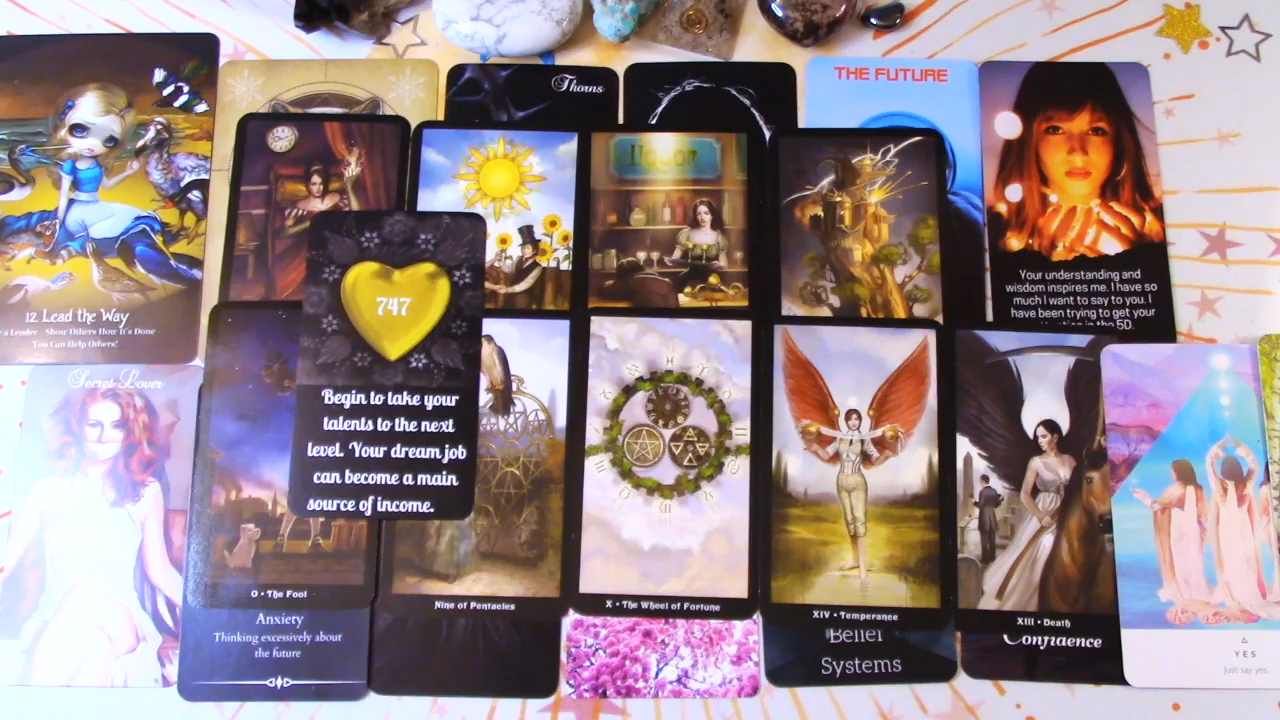 Thorns
THE FUTURE
Liquor
12 Lead the Way
a Leader - Show Others How It's Done -
You Can Help Others!
747
Begin to take your
talents to the next
level. Your dream job
can become a main
source of income.
Your understanding and
wisdom inspires me. I have so
much I want to say to you. I
have been trying to get your
in the 5D.
Secret Lover
0 • The Fool
Anxiety
Thinking excessively about
the future
Nine of Pentacles
X • The Wheel of Fortune
XIV • Temperance
Belief
Systems
XIII • Death
Confidence
YES
Just say yes.